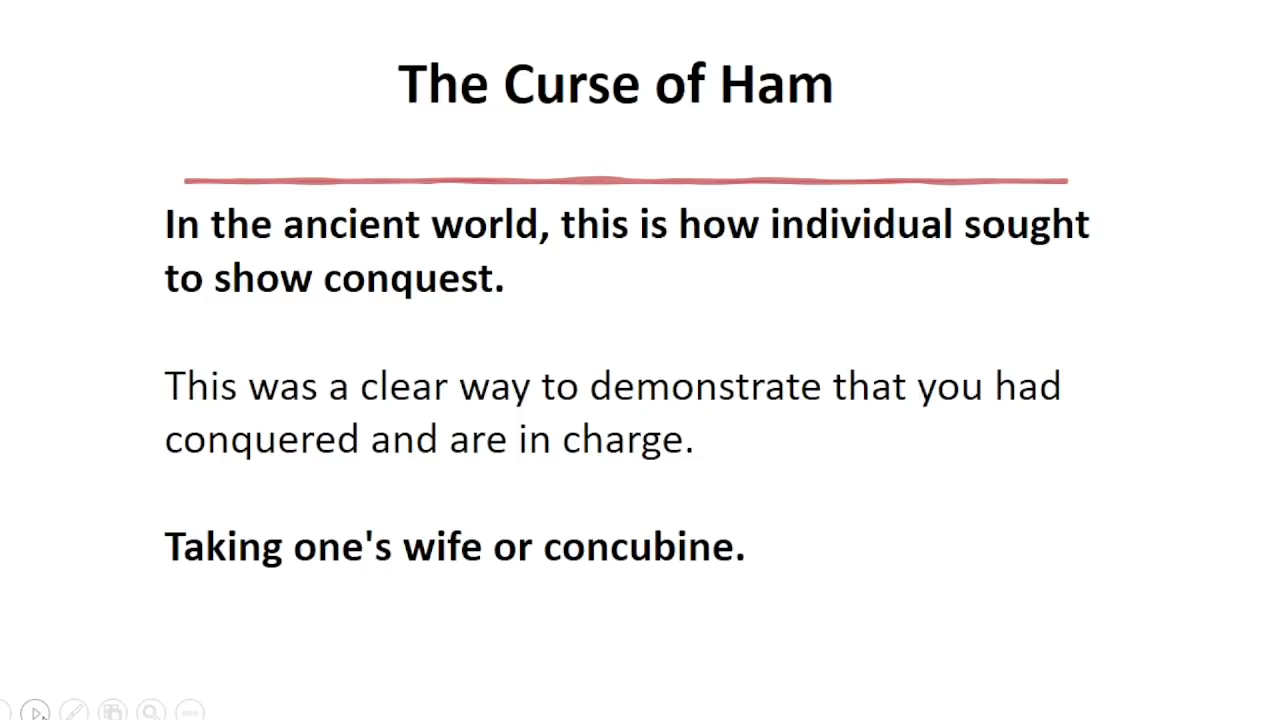 The Curse of Ham
In the ancient world, this is how individual sought
to show conquest.
This was a clear way to demonstrate that you had
conquered and are in charge.
Taking one's wife or concubine.